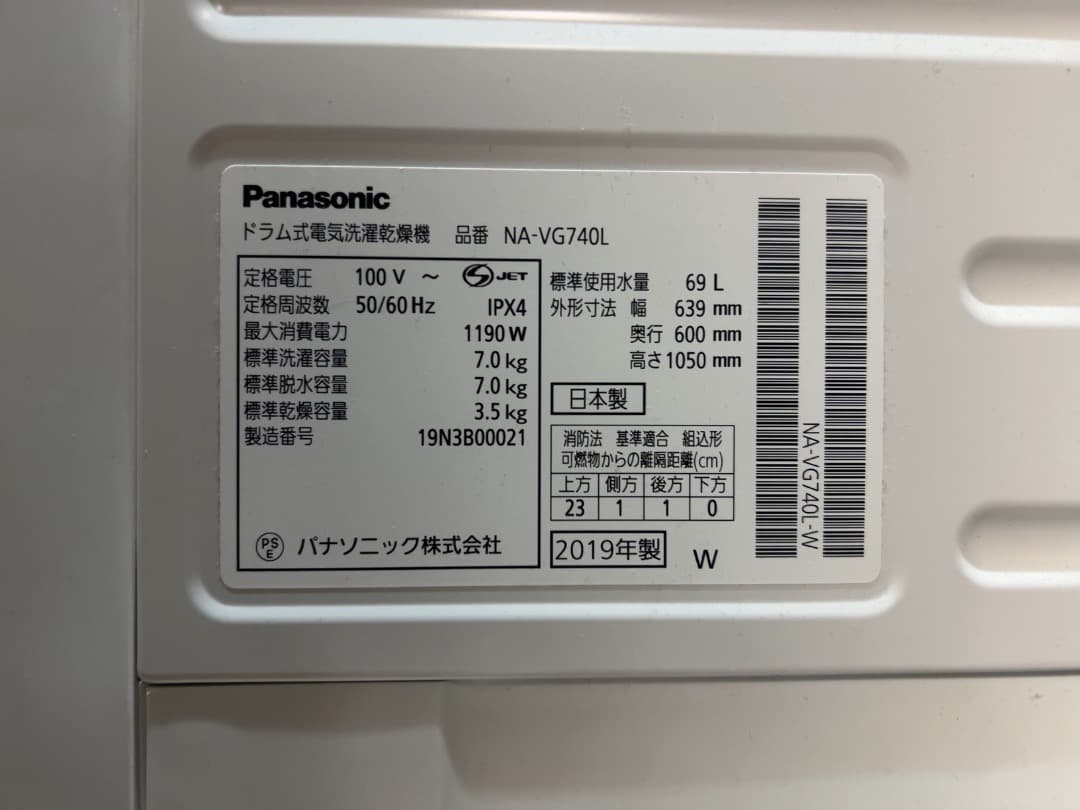 Panasonic
ドラム式電気洗濯乾燥機 品番 NA-VG740L
定格電圧 100 V ～ S JET
定格周波数 50/60 Hz IPX4
最大消費電力 1190 W
標準洗濯容量 7.0 kg
標準脱水容量 7.0 kg
標準乾燥容量 3.5 kg
製造番号 19N3B00021
PS
E
パナソニック株式会社
標準使用水量 69 L
外形寸法 幅 639 mm
奥行 600 mm
高さ 1050 mm
日本製
消防法 基準適合 組込形
可燃物からの離隔距離(cm)
上方 側方 後方 下方
23 1 1 0
2019年製 W
NA-VG740L-W